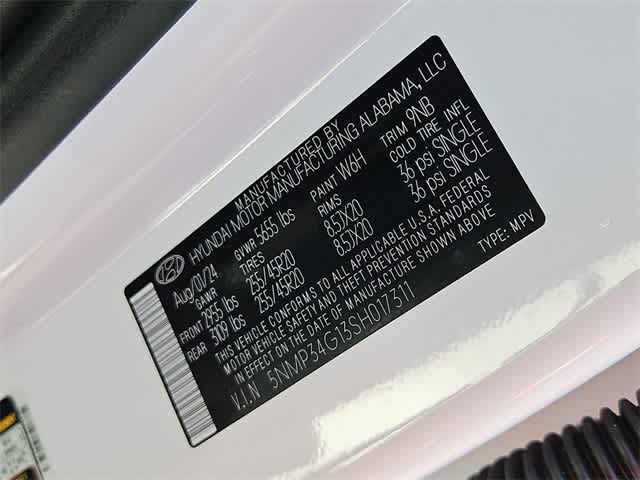 MANUFACTURED BY
HYUNDAI MOTOR MANUFACTURING ALABAMA, LLC
Aug/01/24 GVWR 5655 lbs PAINT W6H TRIM 9NB
GAWR TIRES RIMS COLD TIRE INFL
FRONT 2955 lbs 255/45R20 8.5JX20 36 psi SINGLE
REAR 3109 lbs 255/45R20 8.5JX20 36 psi SINGLE
THIS VEHICLE CONFORMS TO ALL APPLICABLE U.S.A. FEDERAL
MOTOR VEHICLE SAFETY AND THEFT PREVENTION STANDARDS
IN EFFECT ON THE DATE OF MANUFACTURE SHOWN ABOVE
V.I.N 5NMP34G13SH017311 TYPE: MPV